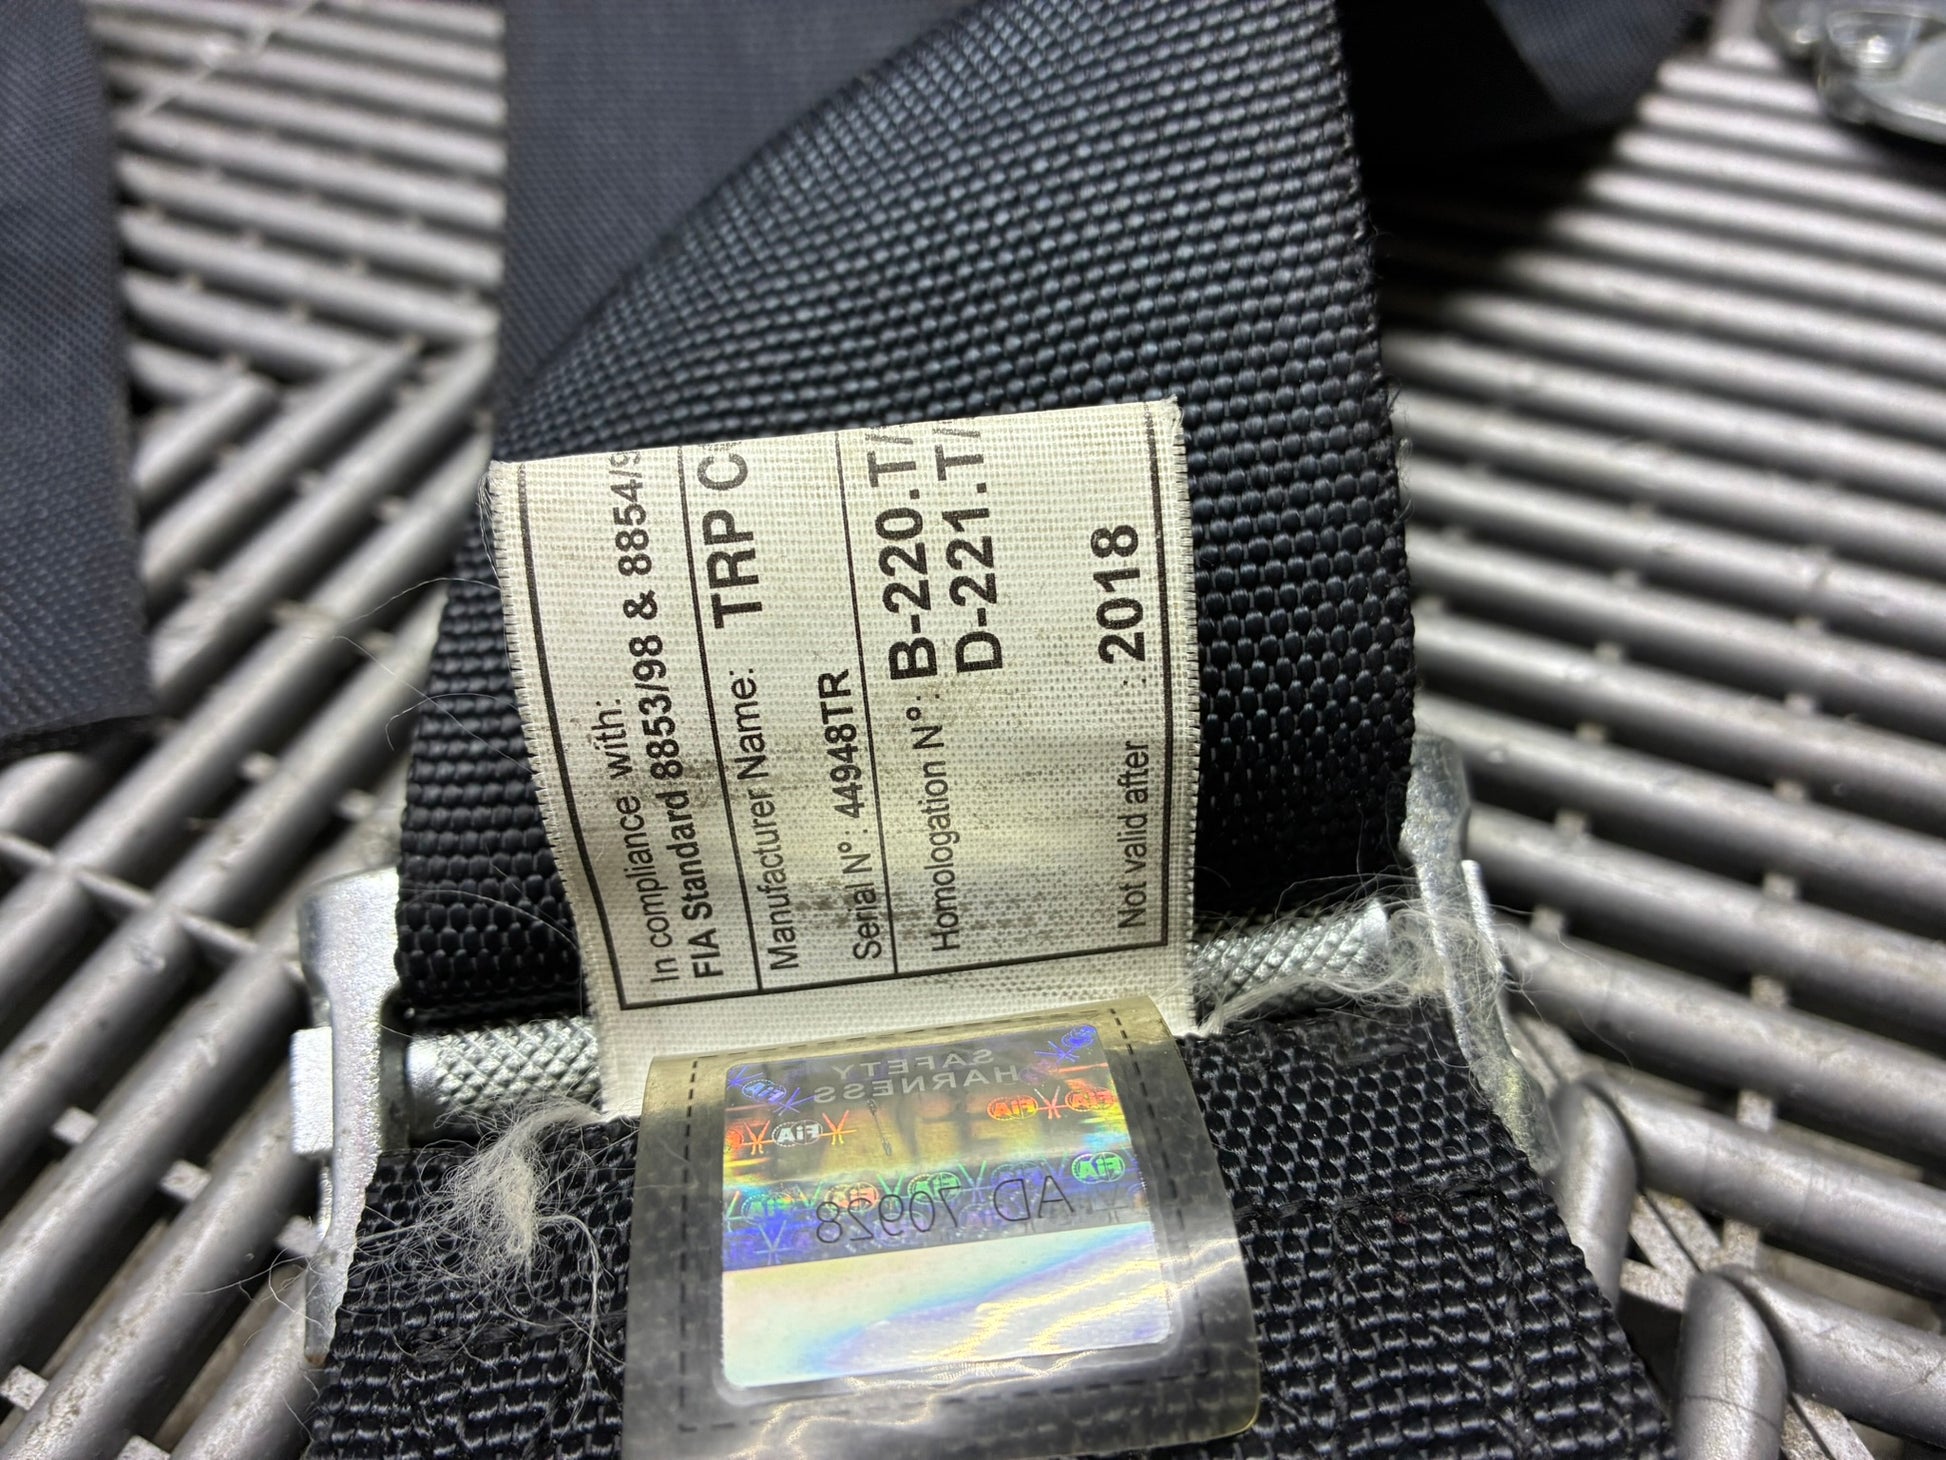 In compliance with:
FIA Standard 8853/98 & 8854/9
Manufacturer Name: TRP C
Serial N°. 44948TR
Homologation N°. B-220.T/
D-221.T/
Not valid after : 2018
SAFETY
HARNESS
FIA
AD 70928